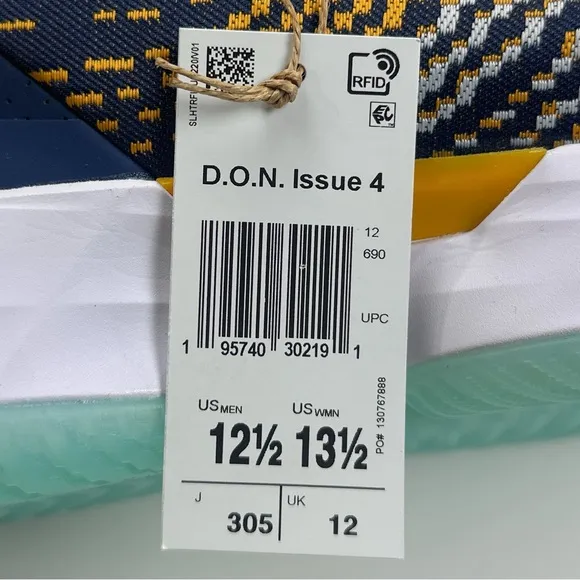 RFID
D.O.N. Issue 4
12
690
UPC
1 95740 30219 1
PO# 130767888
US MEN US WMN
12½ 13½
J UK
305 12